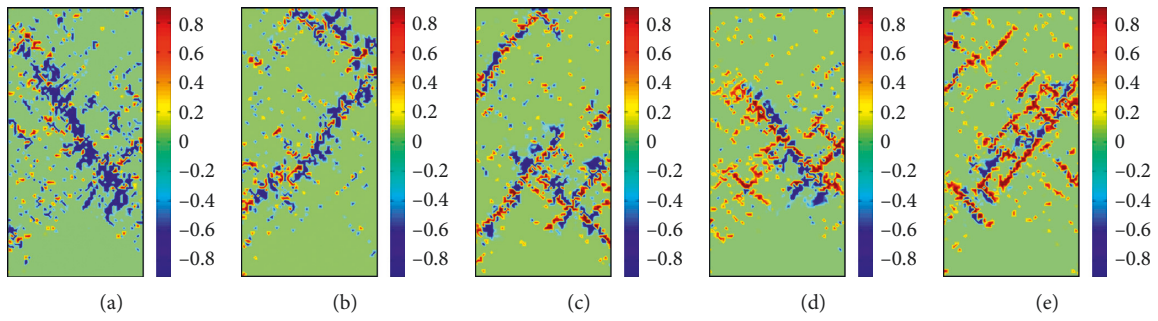 0.8 0.8 0.8 0.8 0.8
0.6 0.6 0.6 0.6 0.6
0.4 0.4 0.4 0.4 0.4
0.2 0.2 0.2 0.2 0.2
0 0 0 0 0
−0.2 −0.2 −0.2 −0.2 −0.2
−0.4 −0.4 −0.4 −0.4 −0.4
−0.6 −0.6 −0.6 −0.6 −0.6
−0.8 −0.8 −0.8 −0.8 −0.8
(a) (b) (c) (d) (e)